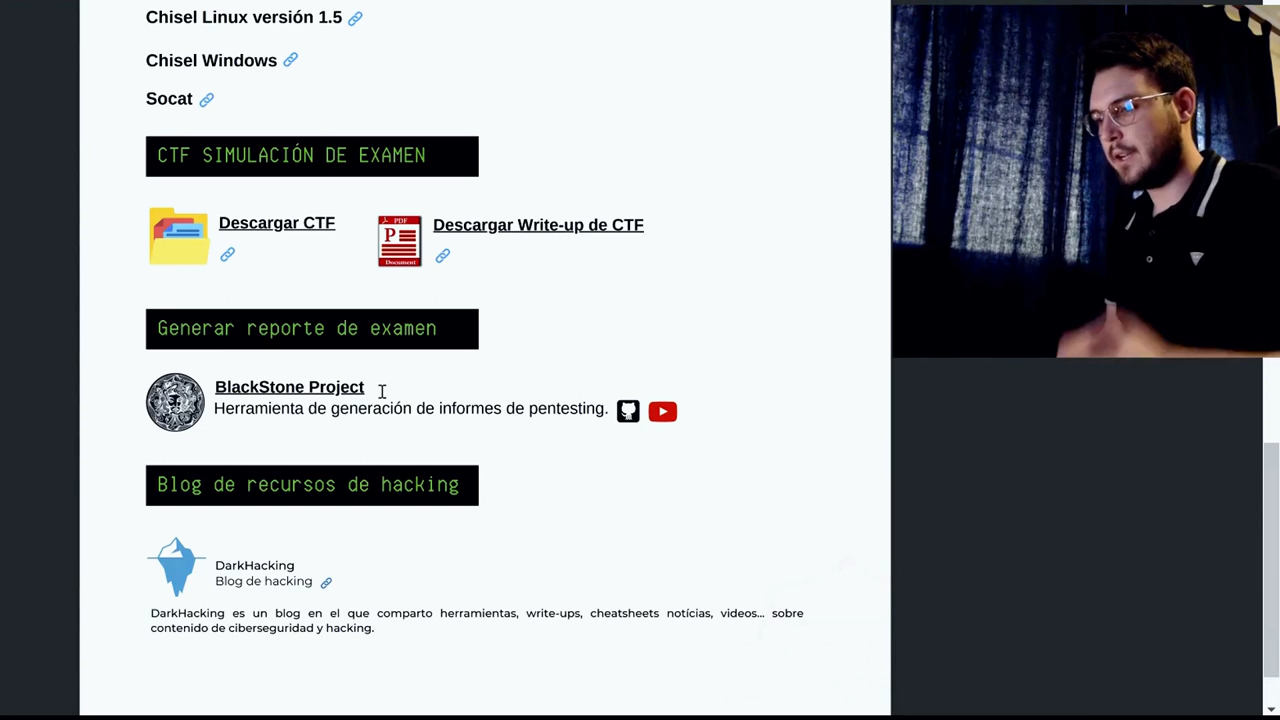 Chisel Linux versión 1.5
Chisel Windows
Socat
CTF SIMULACIÓN DE EXAMEN
Descargar CTF
PDF
Document
Descargar Write-up de CTF
Generar reporte de examen
BlackStone Project
Herramienta de generación de informes de pentesting.
Blog de recursos de hacking
DarkHacking
Blog de hacking
DarkHacking es un blog en el que comparto herramientas, write-ups, cheatsheets notícias, videos... sobre
contenido de ciberseguridad y hacking.